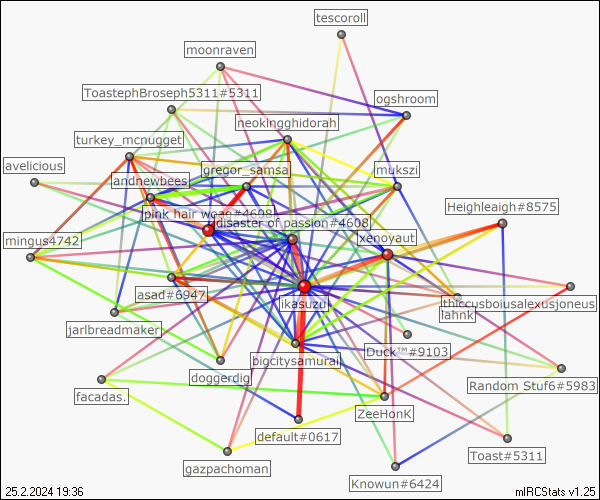 tescoroll
moonraven
ToastephBroseph5311#5311
ogshroom
neokingghidorah
turkey_mcnugget
avelicious
gregor_samsa
mukszi
andnewbees
Heighleaigh#8575
pink hair wcag#4608
disaster of passion#4608
xenoyaut
mingus4742
asad#6947
ikasuzu
thiccusboiusalexusjoneus
lahnk
jarlbreadmaker
bigcitysamurai
Duck™#9103
doggerdig
Random Stuf6#5983
facadas.
ZeeHonK
default#0617
Toast#5311
gazpachoman
Knowun#6424
25.2.2024 19:36
mIRCStats v1.25